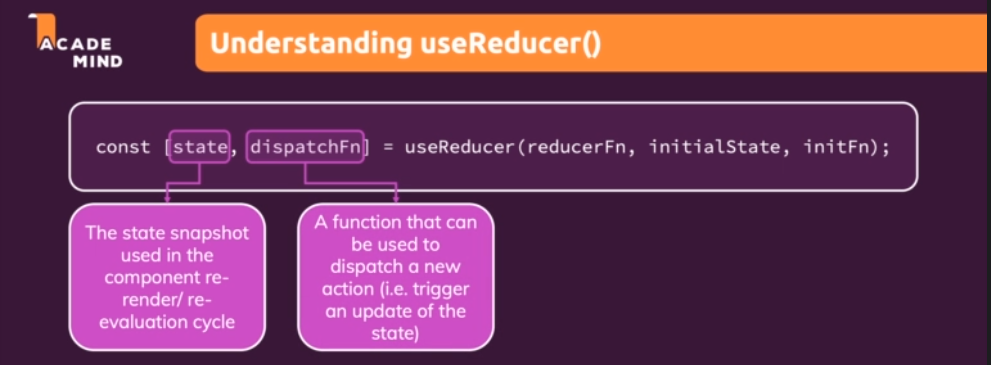 ACADE
MIND
Understanding useReducer()
const [state, dispatchFn] = useReducer(reducerFn, initialState, initFn);
The state snapshot
used in the
component re-
render/ re-
evaluation cycle
A function that can
be used to
dispatch a new
action (i.e. trigger
an update of the
state)